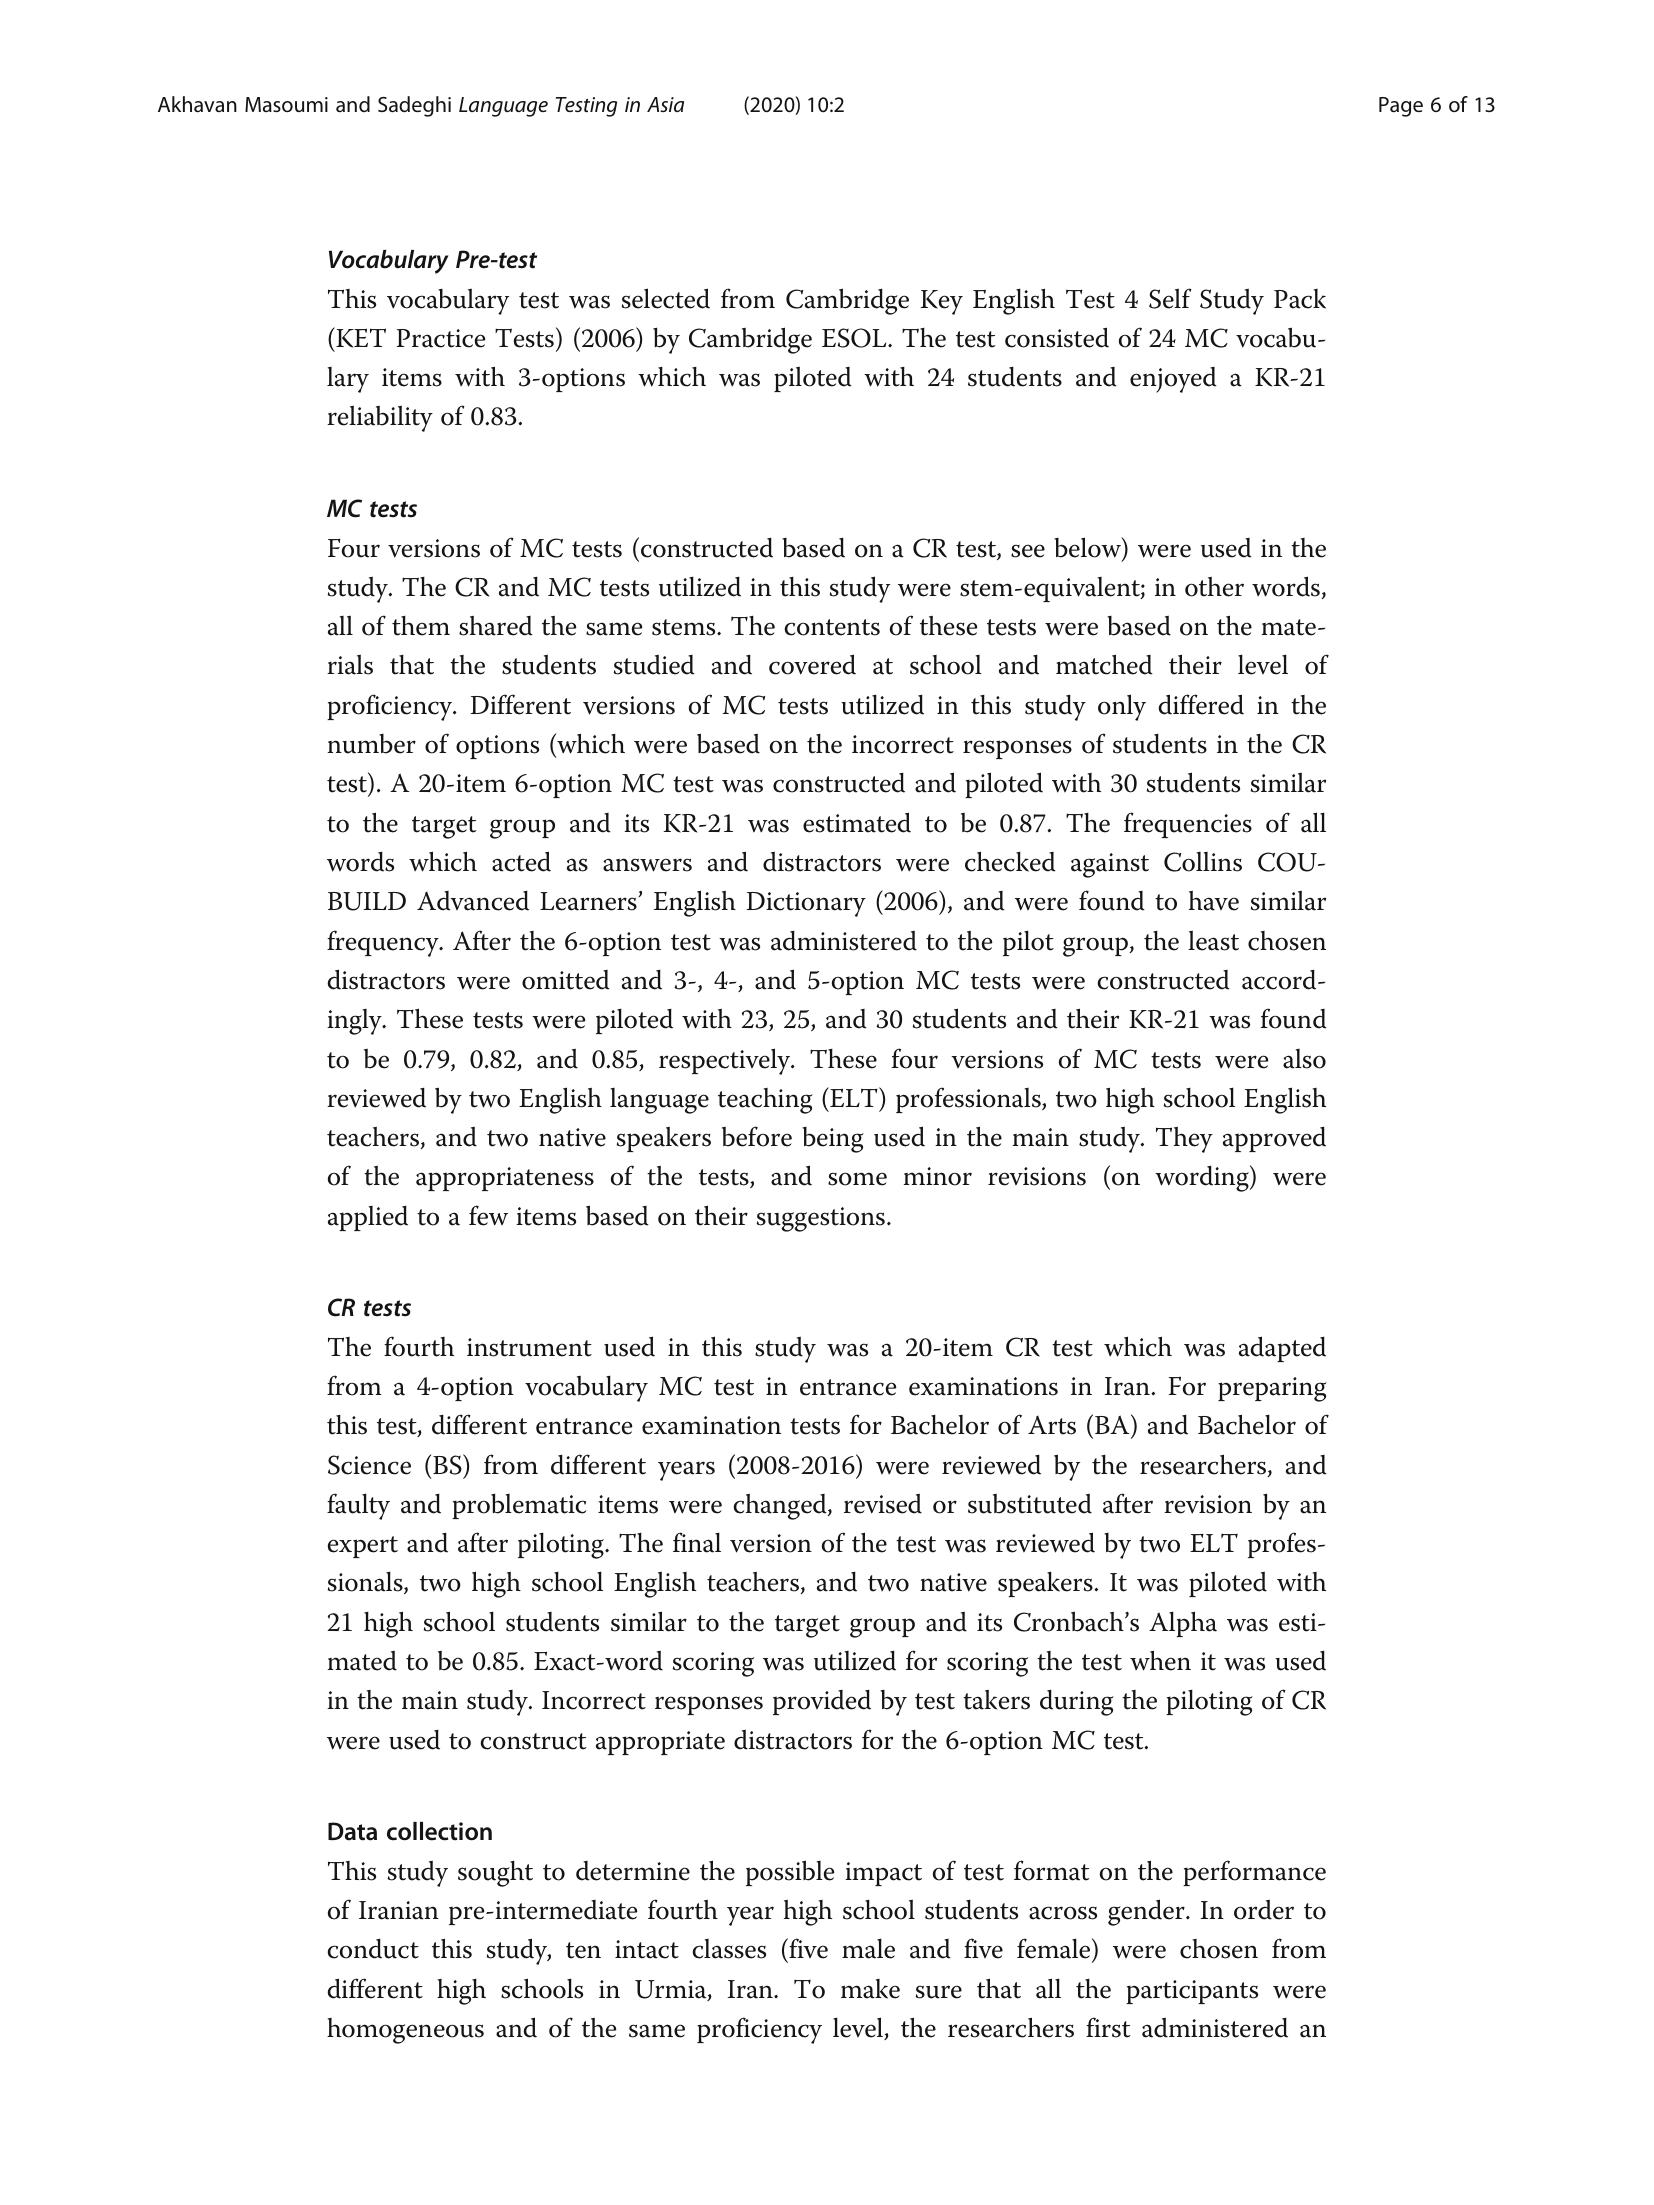 Akhavan Masoumi and Sadeghi Language Testing in Asia (2020) 10:2 Page 6 of 13
Vocabulary Pre-test
This vocabulary test was selected from Cambridge Key English Test 4 Self Study Pack
(KET Practice Tests) (2006) by Cambridge ESOL. The test consisted of 24 MC vocabu-
lary items with 3-options which was piloted with 24 students and enjoyed a KR-21
reliability of 0.83.
MC tests
Four versions of MC tests (constructed based on a CR test, see below) were used in the
study. The CR and MC tests utilized in this study were stem-equivalent; in other words,
all of them shared the same stems. The contents of these tests were based on the mate-
rials that the students studied and covered at school and matched their level of
proficiency. Different versions of MC tests utilized in this study only differed in the
number of options (which were based on the incorrect responses of students in the CR
test). A 20-item 6-option MC test was constructed and piloted with 30 students similar
to the target group and its KR-21 was estimated to be 0.87. The frequencies of all
words which acted as answers and distractors were checked against Collins COU-
BUILD Advanced Learners’ English Dictionary (2006), and were found to have similar
frequency. After the 6-option test was administered to the pilot group, the least chosen
distractors were omitted and 3-, 4-, and 5-option MC tests were constructed accord-
ingly. These tests were piloted with 23, 25, and 30 students and their KR-21 was found
to be 0.79, 0.82, and 0.85, respectively. These four versions of MC tests were also
reviewed by two English language teaching (ELT) professionals, two high school English
teachers, and two native speakers before being used in the main study. They approved
of the appropriateness of the tests, and some minor revisions (on wording) were
applied to a few items based on their suggestions.
CR tests
The fourth instrument used in this study was a 20-item CR test which was adapted
from a 4-option vocabulary MC test in entrance examinations in Iran. For preparing
this test, different entrance examination tests for Bachelor of Arts (BA) and Bachelor of
Science (BS) from different years (2008-2016) were reviewed by the researchers, and
faulty and problematic items were changed, revised or substituted after revision by an
expert and after piloting. The final version of the test was reviewed by two ELT profes-
sionals, two high school English teachers, and two native speakers. It was piloted with
21 high school students similar to the target group and its Cronbach’s Alpha was esti-
mated to be 0.85. Exact-word scoring was utilized for scoring the test when it was used
in the main study. Incorrect responses provided by test takers during the piloting of CR
were used to construct appropriate distractors for the 6-option MC test.
Data collection
This study sought to determine the possible impact of test format on the performance
of Iranian pre-intermediate fourth year high school students across gender. In order to
conduct this study, ten intact classes (five male and five female) were chosen from
different high schools in Urmia, Iran. To make sure that all the participants were
homogeneous and of the same proficiency level, the researchers first administered an